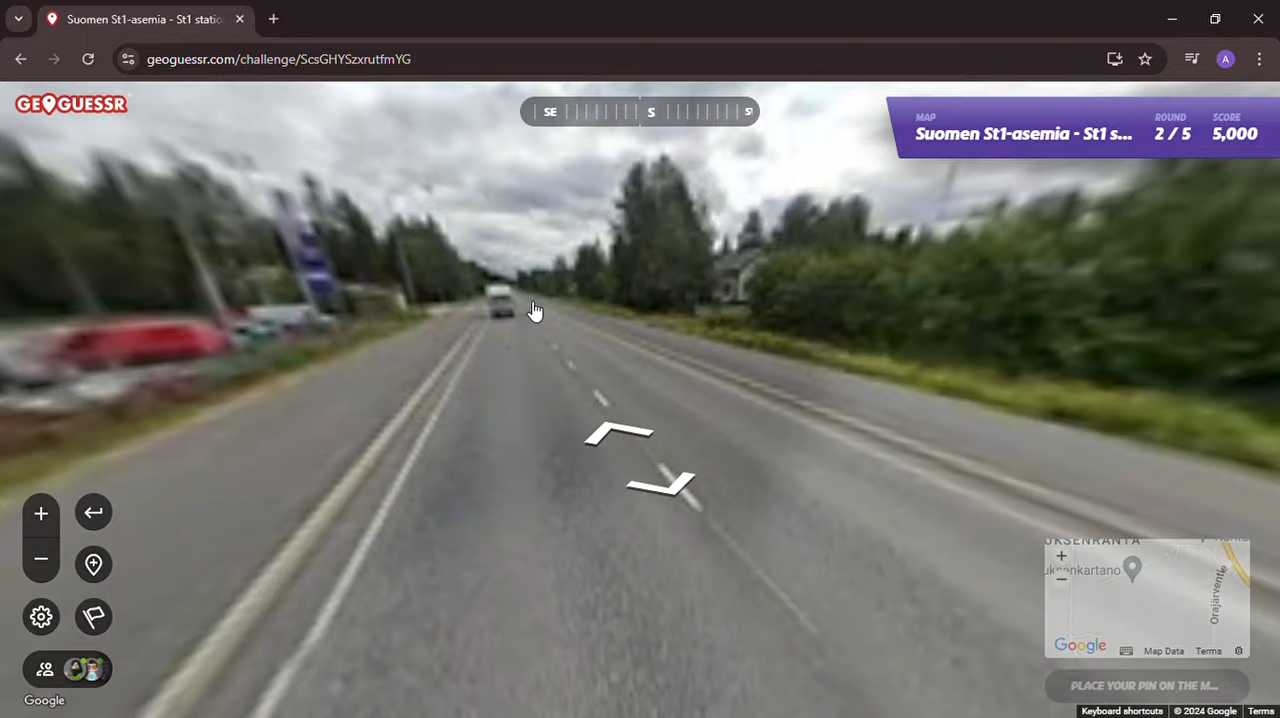 Suomen St1-asemia - St1 statio
geoguessr.com/challenge/ScsGHYSzxrutfmYG
A
GEOGUESSR
SE S
MAP ROUND SCORE
Suomen St1-asemia - St1 s... 2 / 5 5,000
UKSENRANTA
uksenkartano
Orajärventie
Google
Map Data Terms
PLACE YOUR PIN ON THE M...
Google
Keyboard shortcuts © 2024 Google Terms